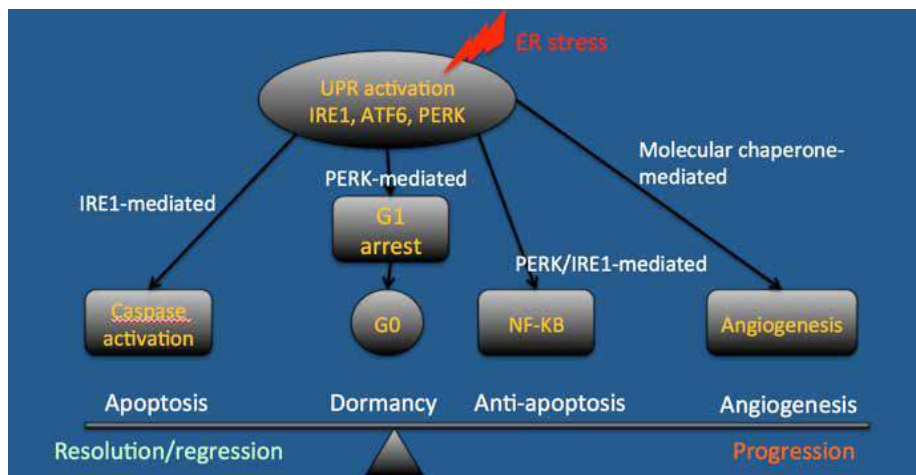 ER stress
UPR activation
IRE1, ATF6, PERK
Molecular chaperone-
mediated
PERK-mediated
IRE1-mediated
G1
arrest
PERK/IRE1-mediated
Caspase
activation
G0
NF-KB
Angiogenesis
Apoptosis
Dormancy
Anti-apoptosis
Angiogenesis
Resolution/regression
Progression